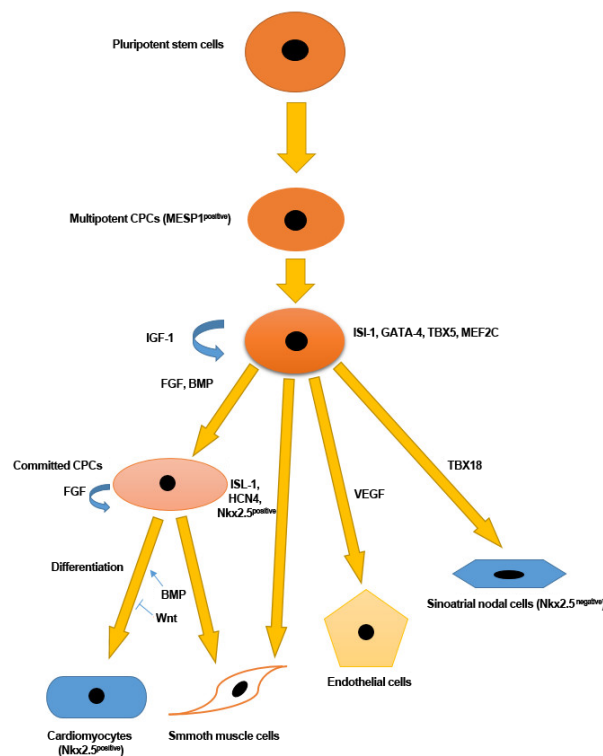 Pluripotent stem cells
Multipotent CPCs (MESP1positive)
IGF-1
ISI-1, GATA-4, TBX5, MEF2C
FGF, BMP
Committed CPCs
FGF
ISL-1,
HCN4,
Nkx2.5positive
VEGF
TBX18
Differentiation
BMP
Wnt
Sinoatrial nodal cells (Nkx2.5negative)
Endothelial cells
Cardiomyocytes
(Nkx2.5positive)
Smmoth muscle cells